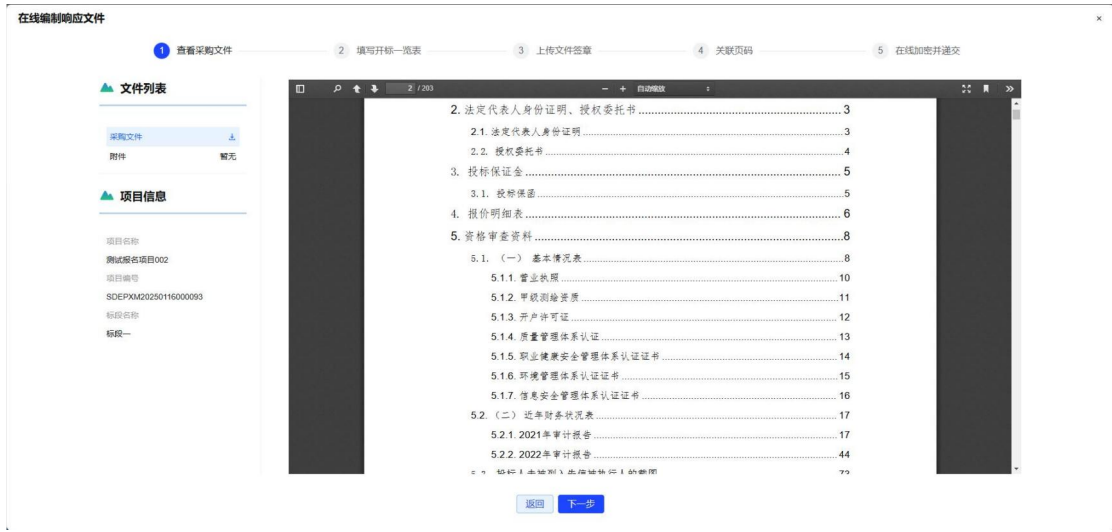 在线编制响应文件
×
1 查看采购文件 2 填写开标一览表 3 上传文件签章 4 关联页码 5 在线加密并递交
文件列表
采购文件
附件 暂无
项目信息
项目名称
测试报名项目002
项目编号
SDEPXM20250116000093
标段名称
标段一
2 / 203 自动缩放
2. 法定代表人身份证明、授权委托书 3
2.1. 法定代表人身份证明 3
2.2. 授权委托书 4
3. 投标保证金 5
3.1. 投标保函 5
4. 报价明细表 6
5. 资格审查资料 8
5.1. （一） 基本情况表 8
5.1.1. 营业执照 10
5.1.2. 甲级测绘资质 11
5.1.3. 开户许可证 12
5.1.4. 质量管理体系认证 13
5.1.5. 职业健康安全管理体系认证证书 14
5.1.6. 环境管理体系认证证书 15
5.1.7. 信息安全管理体系认证证书 16
5.2. （二） 近年财务状况表 17
5.2.1. 2021年审计报告 17
5.2.2. 2022年审计报告 44
返回 下一步